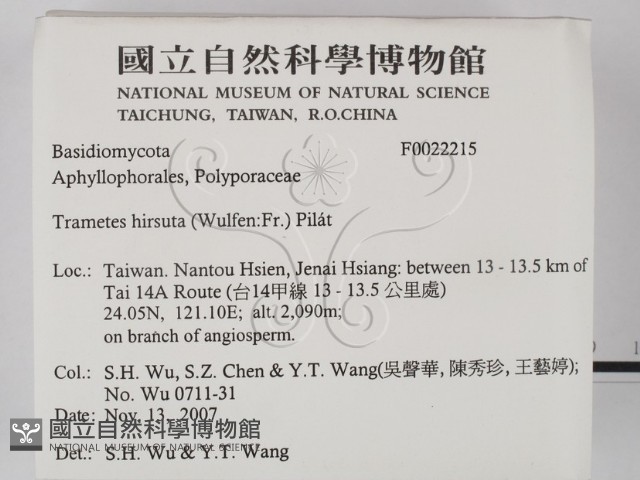 國立自然科學博物館
NATIONAL MUSEUM OF NATURAL SCIENCE
TAICHUNG, TAIWAN, R.O.CHINA
Basidiomycota F0022215
Aphyllophorales, Polyporaceae
Trametes hirsuta (Wulfen:Fr.) Pilát
Loc.: Taiwan. Nantou Hsien, Jenai Hsiang: between 13 - 13.5 km of
Tai 14A Route (台14甲線 13 - 13.5 公里處)
24.05N, 121.10E; alt. 2,090m;
on branch of angiosperm.
Col.: S.H. Wu, S.Z. Chen & Y.T. Wang(吳聲華, 陳秀珍, 王藝婷);
No. Wu 0711-31
Date: Nov. 13, 2007
國立自然科學博物館
NATIONAL MUSEUM OF NATURAL SCIENCE
Det.: S.H. Wu & Y.T. Wang